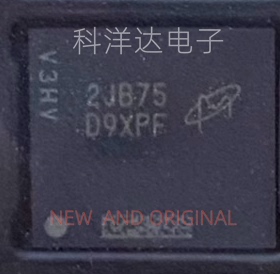 科洋达电子
V3HV
2JB75
D9XPF
NEW AND ORIGINAL